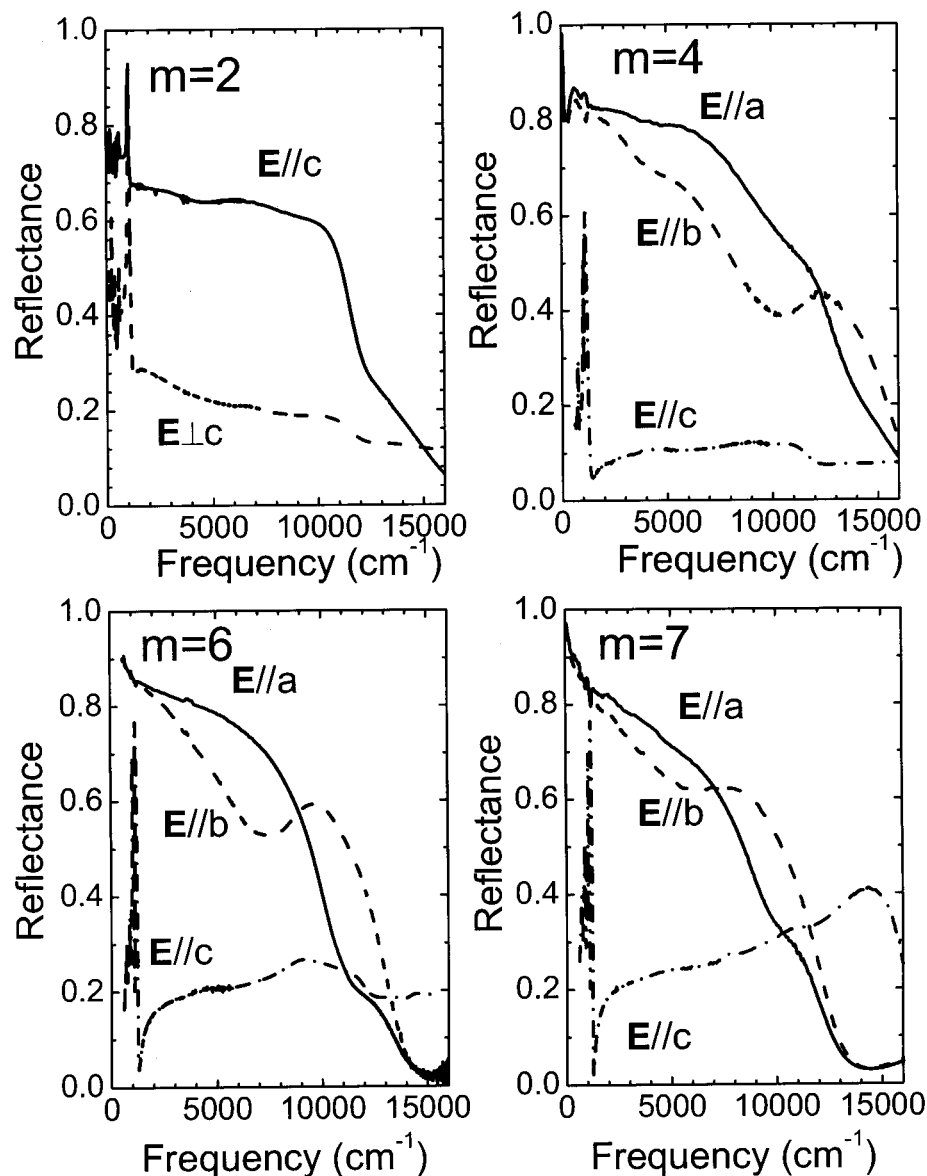 m=2
E//c
E⊥c
Reflectance
1.0
0.8
0.6
0.4
0.2
0.0
0 5000 10000 15000
Frequency (cm⁻¹)
m=4
E//a
E//b
E//c
Reflectance
1.0
0.8
0.6
0.4
0.2
0.0
0 5000 10000 15000
Frequency (cm⁻¹)
m=6
E//a
E//b
E//c
Reflectance
1.0
0.8
0.6
0.4
0.2
0.0
0 5000 10000 15000
Frequency (cm⁻¹)
m=7
E//a
E//b
E//c
Reflectance
1.0
0.8
0.6
0.4
0.2
0.0
0 5000 10000 15000
Frequency (cm⁻¹)